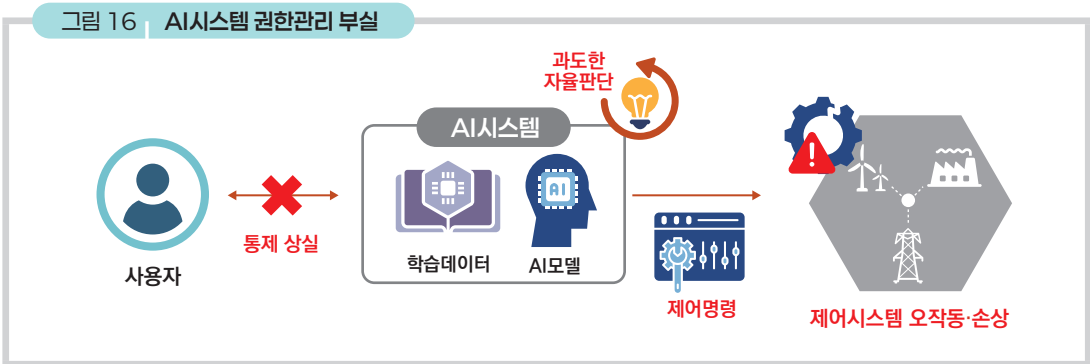 그림 16 AI시스템 권한관리 부실
과도한
자율판단
AI시스템
AI
통제 상실
사용자
학습데이터
AI모델
제어명령
제어시스템 오작동·손상